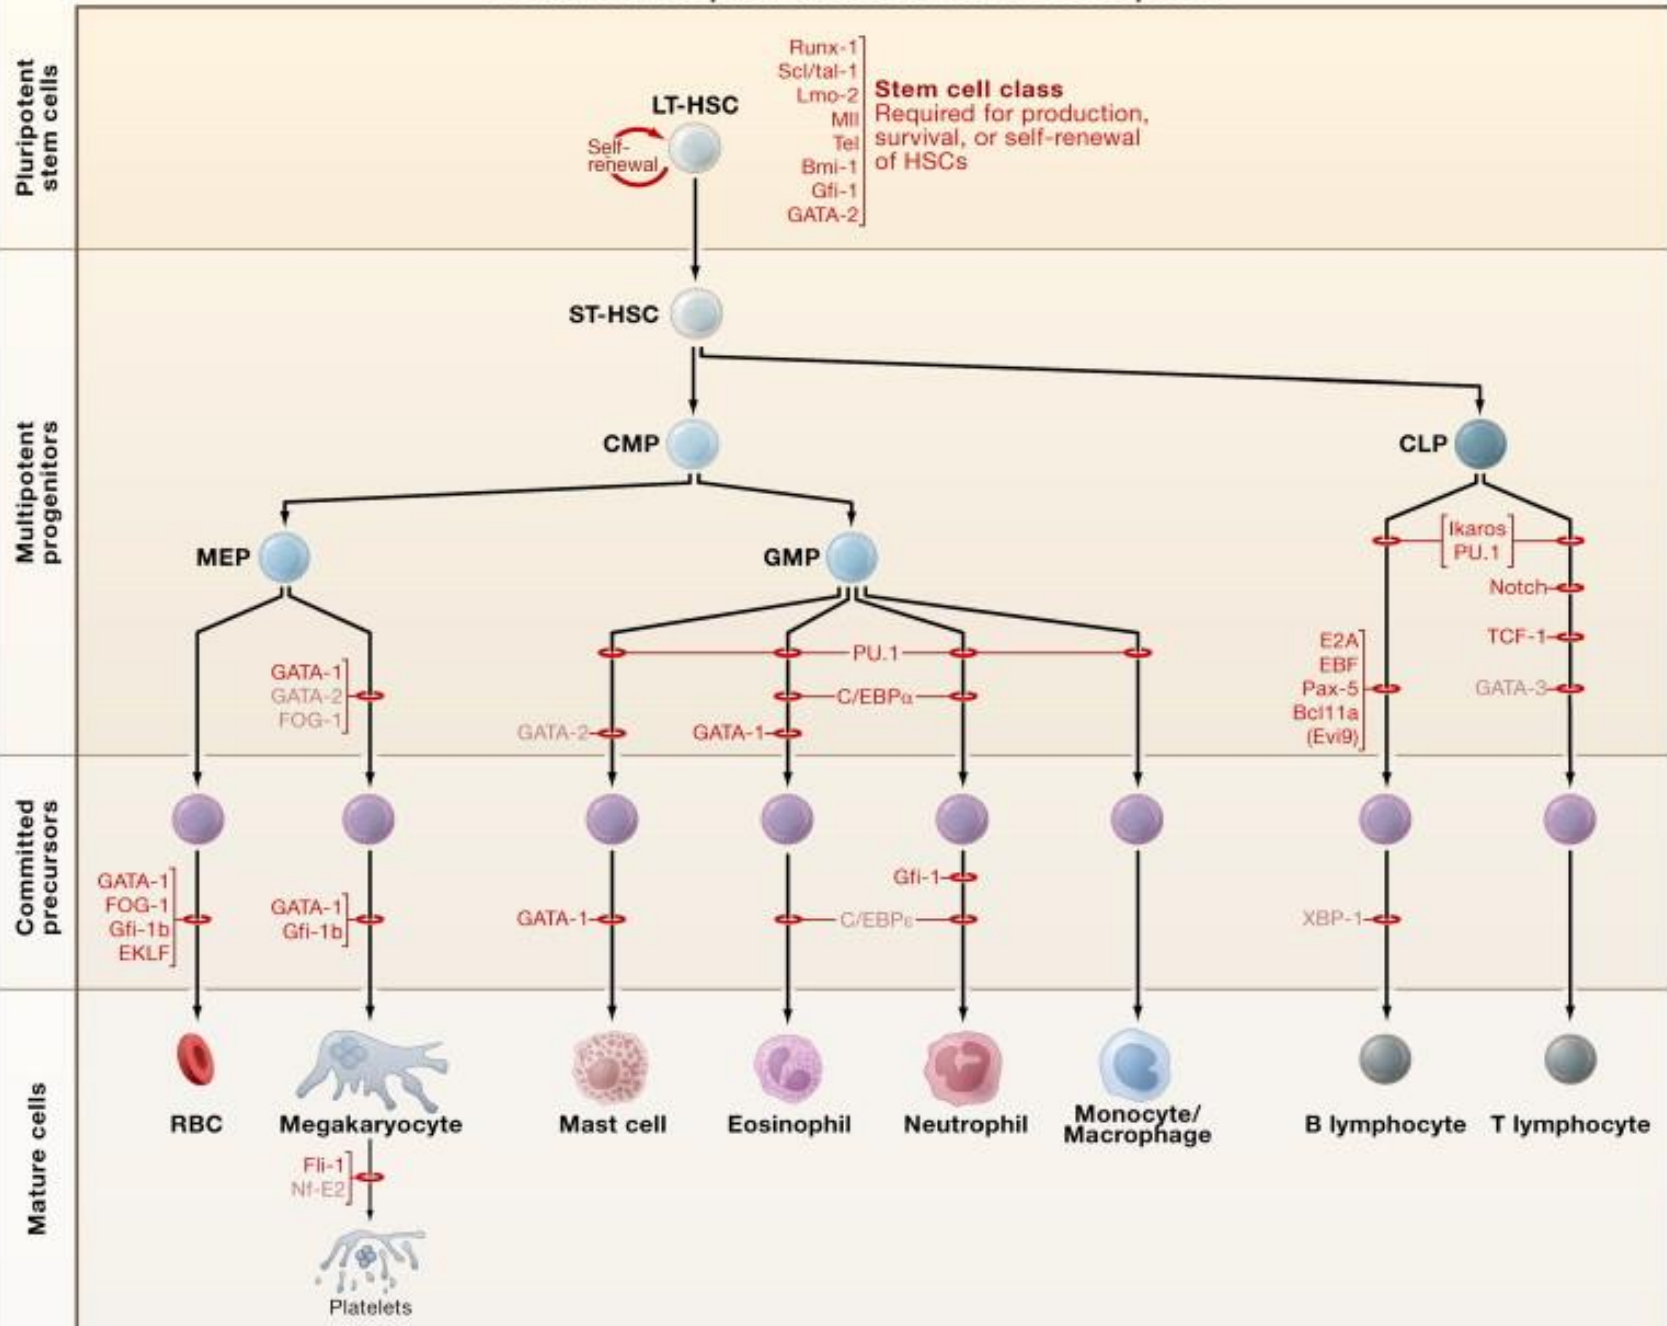 Pluripotent
stem cells
LT-HSC
Self-
renewal
Runx-1
Scl/tal-1
Lmo-2
Mll
Tel
Bmi-1
Gfi-1
GATA-2
Stem cell class
Required for production,
survival, or self-renewal
of HSCs
Multipotent
progenitors
ST-HSC
CMP
CLP
MEP
GMP
Ikaros
PU.1
Notch
TCF-1
GATA-3
E2A
EBF
Pax-5
Bcl11a
(Evi9)
GATA-1
GATA-2
FOG-1
PU.1
C/EBPα
GATA-2
GATA-1
Committed
precursors
GATA-1
FOG-1
Gfi-1b
EKLF
GATA-1
Gfi-1b
GATA-1
Gfi-1
C/EBPε
XBP-1
Mature cells
RBC
Megakaryocyte
Mast cell
Eosinophil
Neutrophil
Monocyte/
Macrophage
B lymphocyte
T lymphocyte
Fli-1
Nf-E2
Platelets